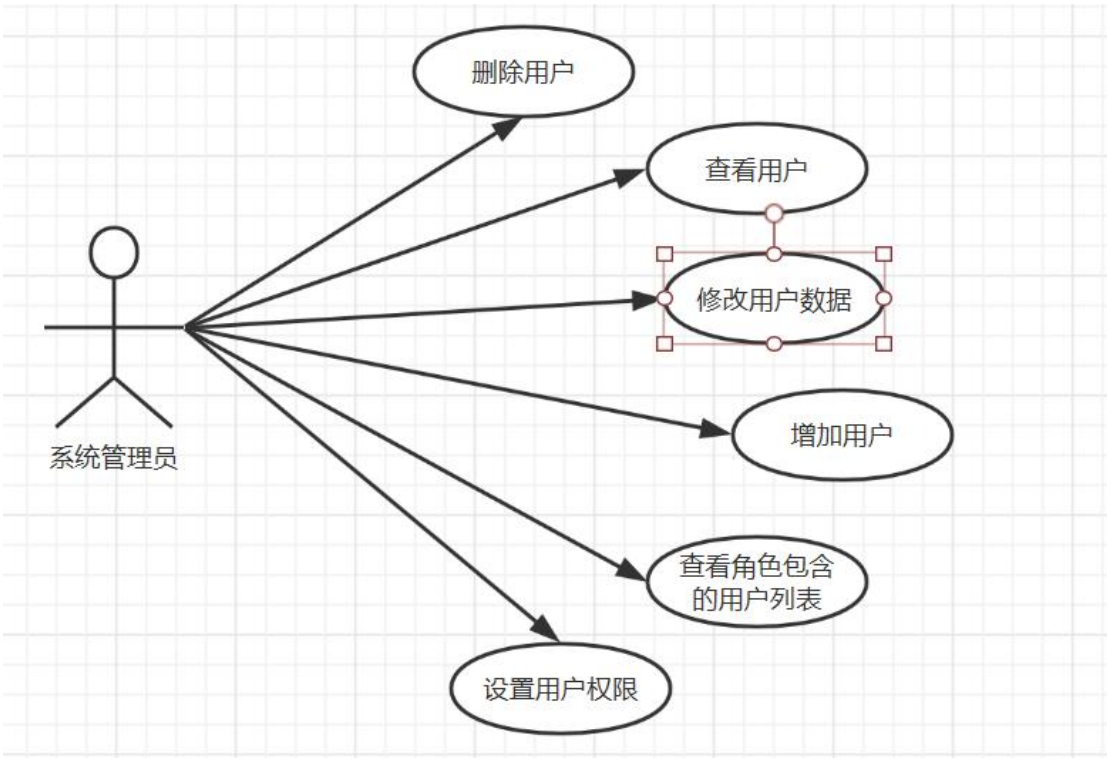 删除用户
查看用户
修改用户数据
增加用户
系统管理员
查看角色包含
的用户列表
设置用户权限